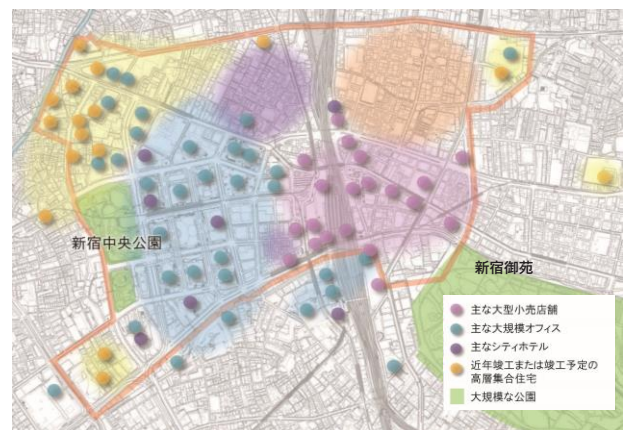 新宿中央公園
新宿御苑
主な大型小売店舗
主な大規模オフィス
主なシティホテル
近年竣工または竣工予定の
高層集合住宅
大規模な公園